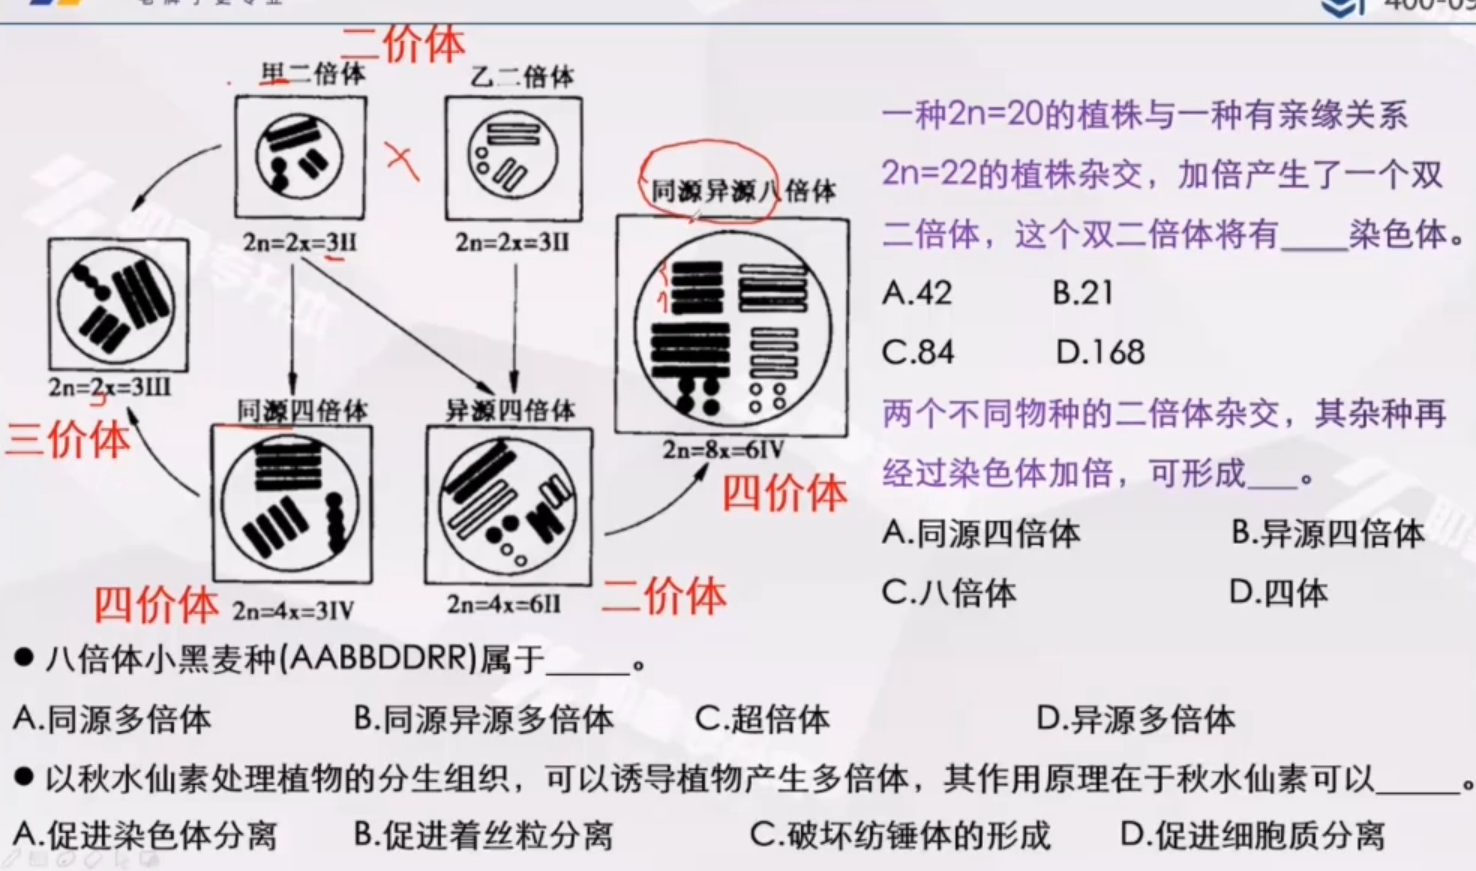 400-09
二价体
甲二倍体
乙二倍体
2n=2x=3II
2n=2x=3II
同源异源八倍体
2n=8x=6IV
四价体
2n=2x=3III
3
三价体
同源四倍体
异源四倍体
四价体
2n=4x=3IV
2n=4x=6II
二价体
一种2n=20的植株与一种有亲缘关系
2n=22的植株杂交，加倍产生了一个双
二倍体，这个双二倍体将有____染色体。
A.42 B.21
C.84 D.168
两个不同物种的二倍体杂交，其杂种再
经过染色体加倍，可形成___。
A.同源四倍体 B.异源四倍体
C.八倍体 D.四体
● 八倍体小黑麦种(AABBDDRR)属于_____。
A.同源多倍体 B.同源异源多倍体 C.超倍体 D.异源多倍体
● 以秋水仙素处理植物的分生组织，可以诱导植物产生多倍体，其作用原理在于秋水仙素可以_____。
A.促进染色体分离 B.促进着丝粒分离 C.破坏纺锤体的形成 D.促进细胞质分离